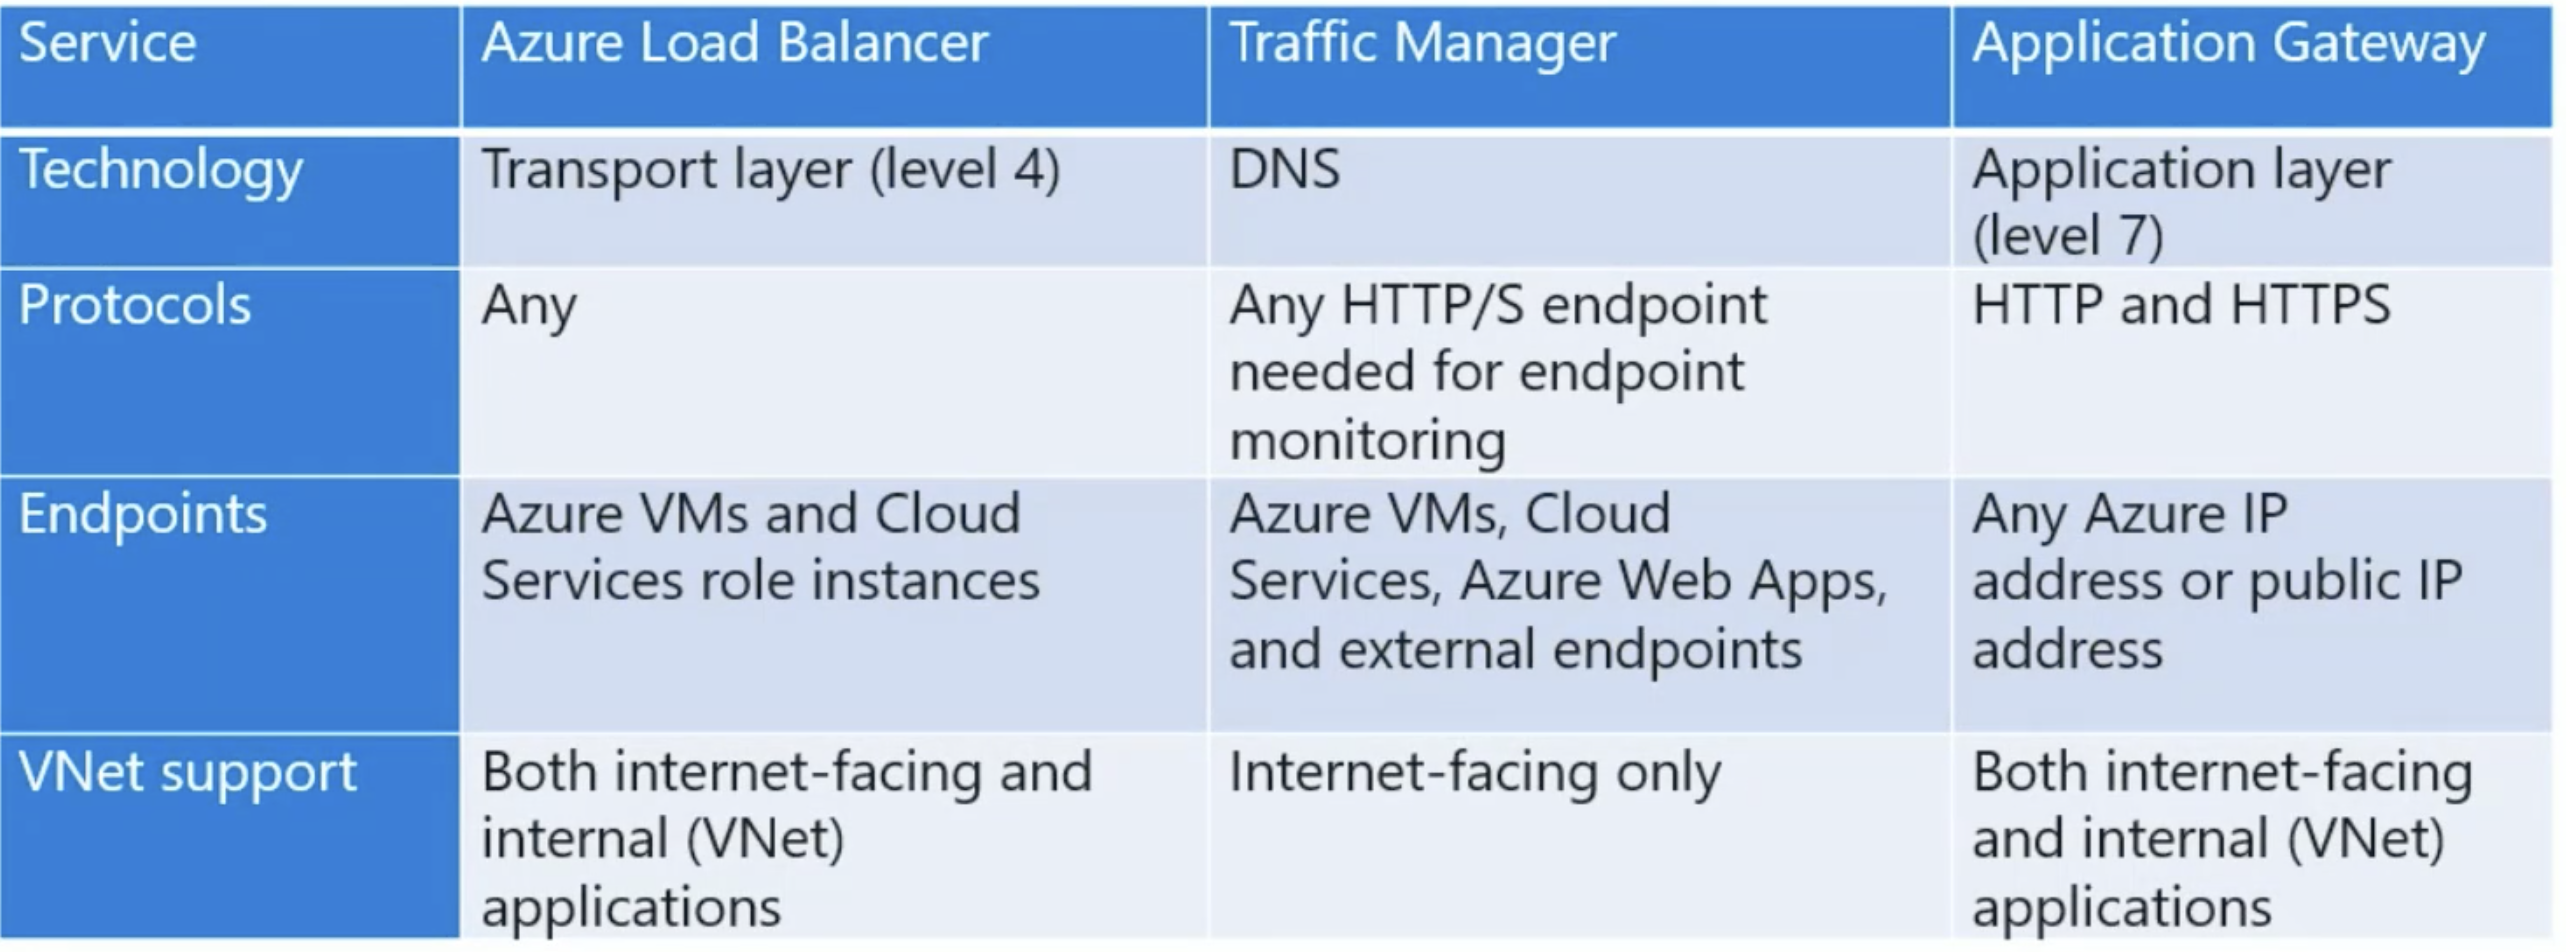 Service
Azure Load Balancer
Traffic Manager
Application Gateway
Technology
Transport layer (level 4)
DNS
Application layer
(level 7)
Protocols
Any
Any HTTP/S endpoint
needed for endpoint
monitoring
HTTP and HTTPS
Endpoints
Azure VMs and Cloud
Services role instances
Azure VMs, Cloud
Services, Azure Web Apps,
and external endpoints
Any Azure IP
address or public IP
address
VNet support
Both internet-facing and
internal (VNet)
applications
Internet-facing only
Both internet-facing
and internal (VNet)
applications